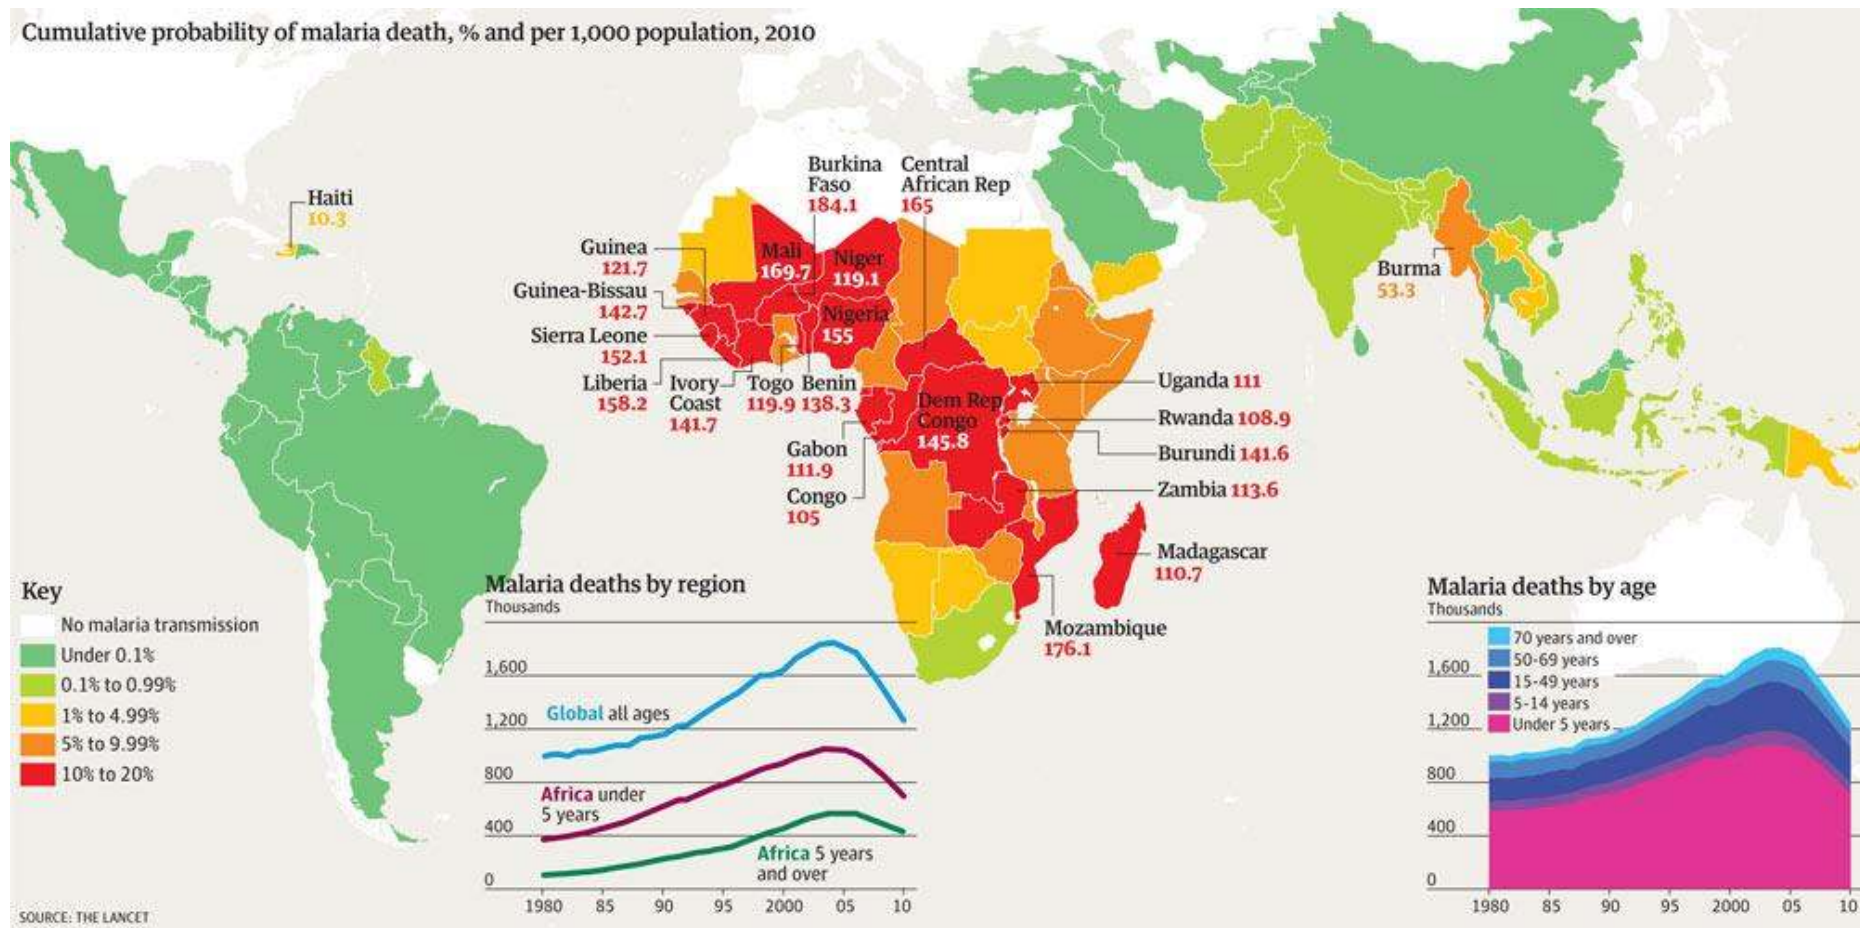 Cumulative probability of malaria death, % and per 1,000 population, 2010
Haiti
10.3
Guinea
121.7
Guinea-Bissau
142.7
Sierra Leone
152.1
Liberia
158.2
Ivory
Coast
141.7
Togo
119.9
Benin
138.3
Burkina
Faso
184.1
Central
African Rep
165
Mali
169.7
Niger
119.1
Nigeria
155
Dem Rep
Congo
145.8
Gabon
111.9
Congo
105
Uganda 111
Rwanda 108.9
Burundi 141.6
Zambia 113.6
Madagascar
110.7
Mozambique
176.1
Burma
53.3
Key
No malaria transmission
Under 0.1%
0.1% to 0.99%
1% to 4.99%
5% to 9.99%
10% to 20%
SOURCE: THE LANCET
Malaria deaths by region
Thousands
1,600
1,200
800
400
0
Global all ages
Africa under
5 years
Africa 5 years
and over
1980 85 90 95 2000 05 10
Malaria deaths by age
Thousands
70 years and over
50-69 years
15-49 years
5-14 years
Under 5 years
1,600
1,200
800
400
0
1980 85 90 95 2000 05 10